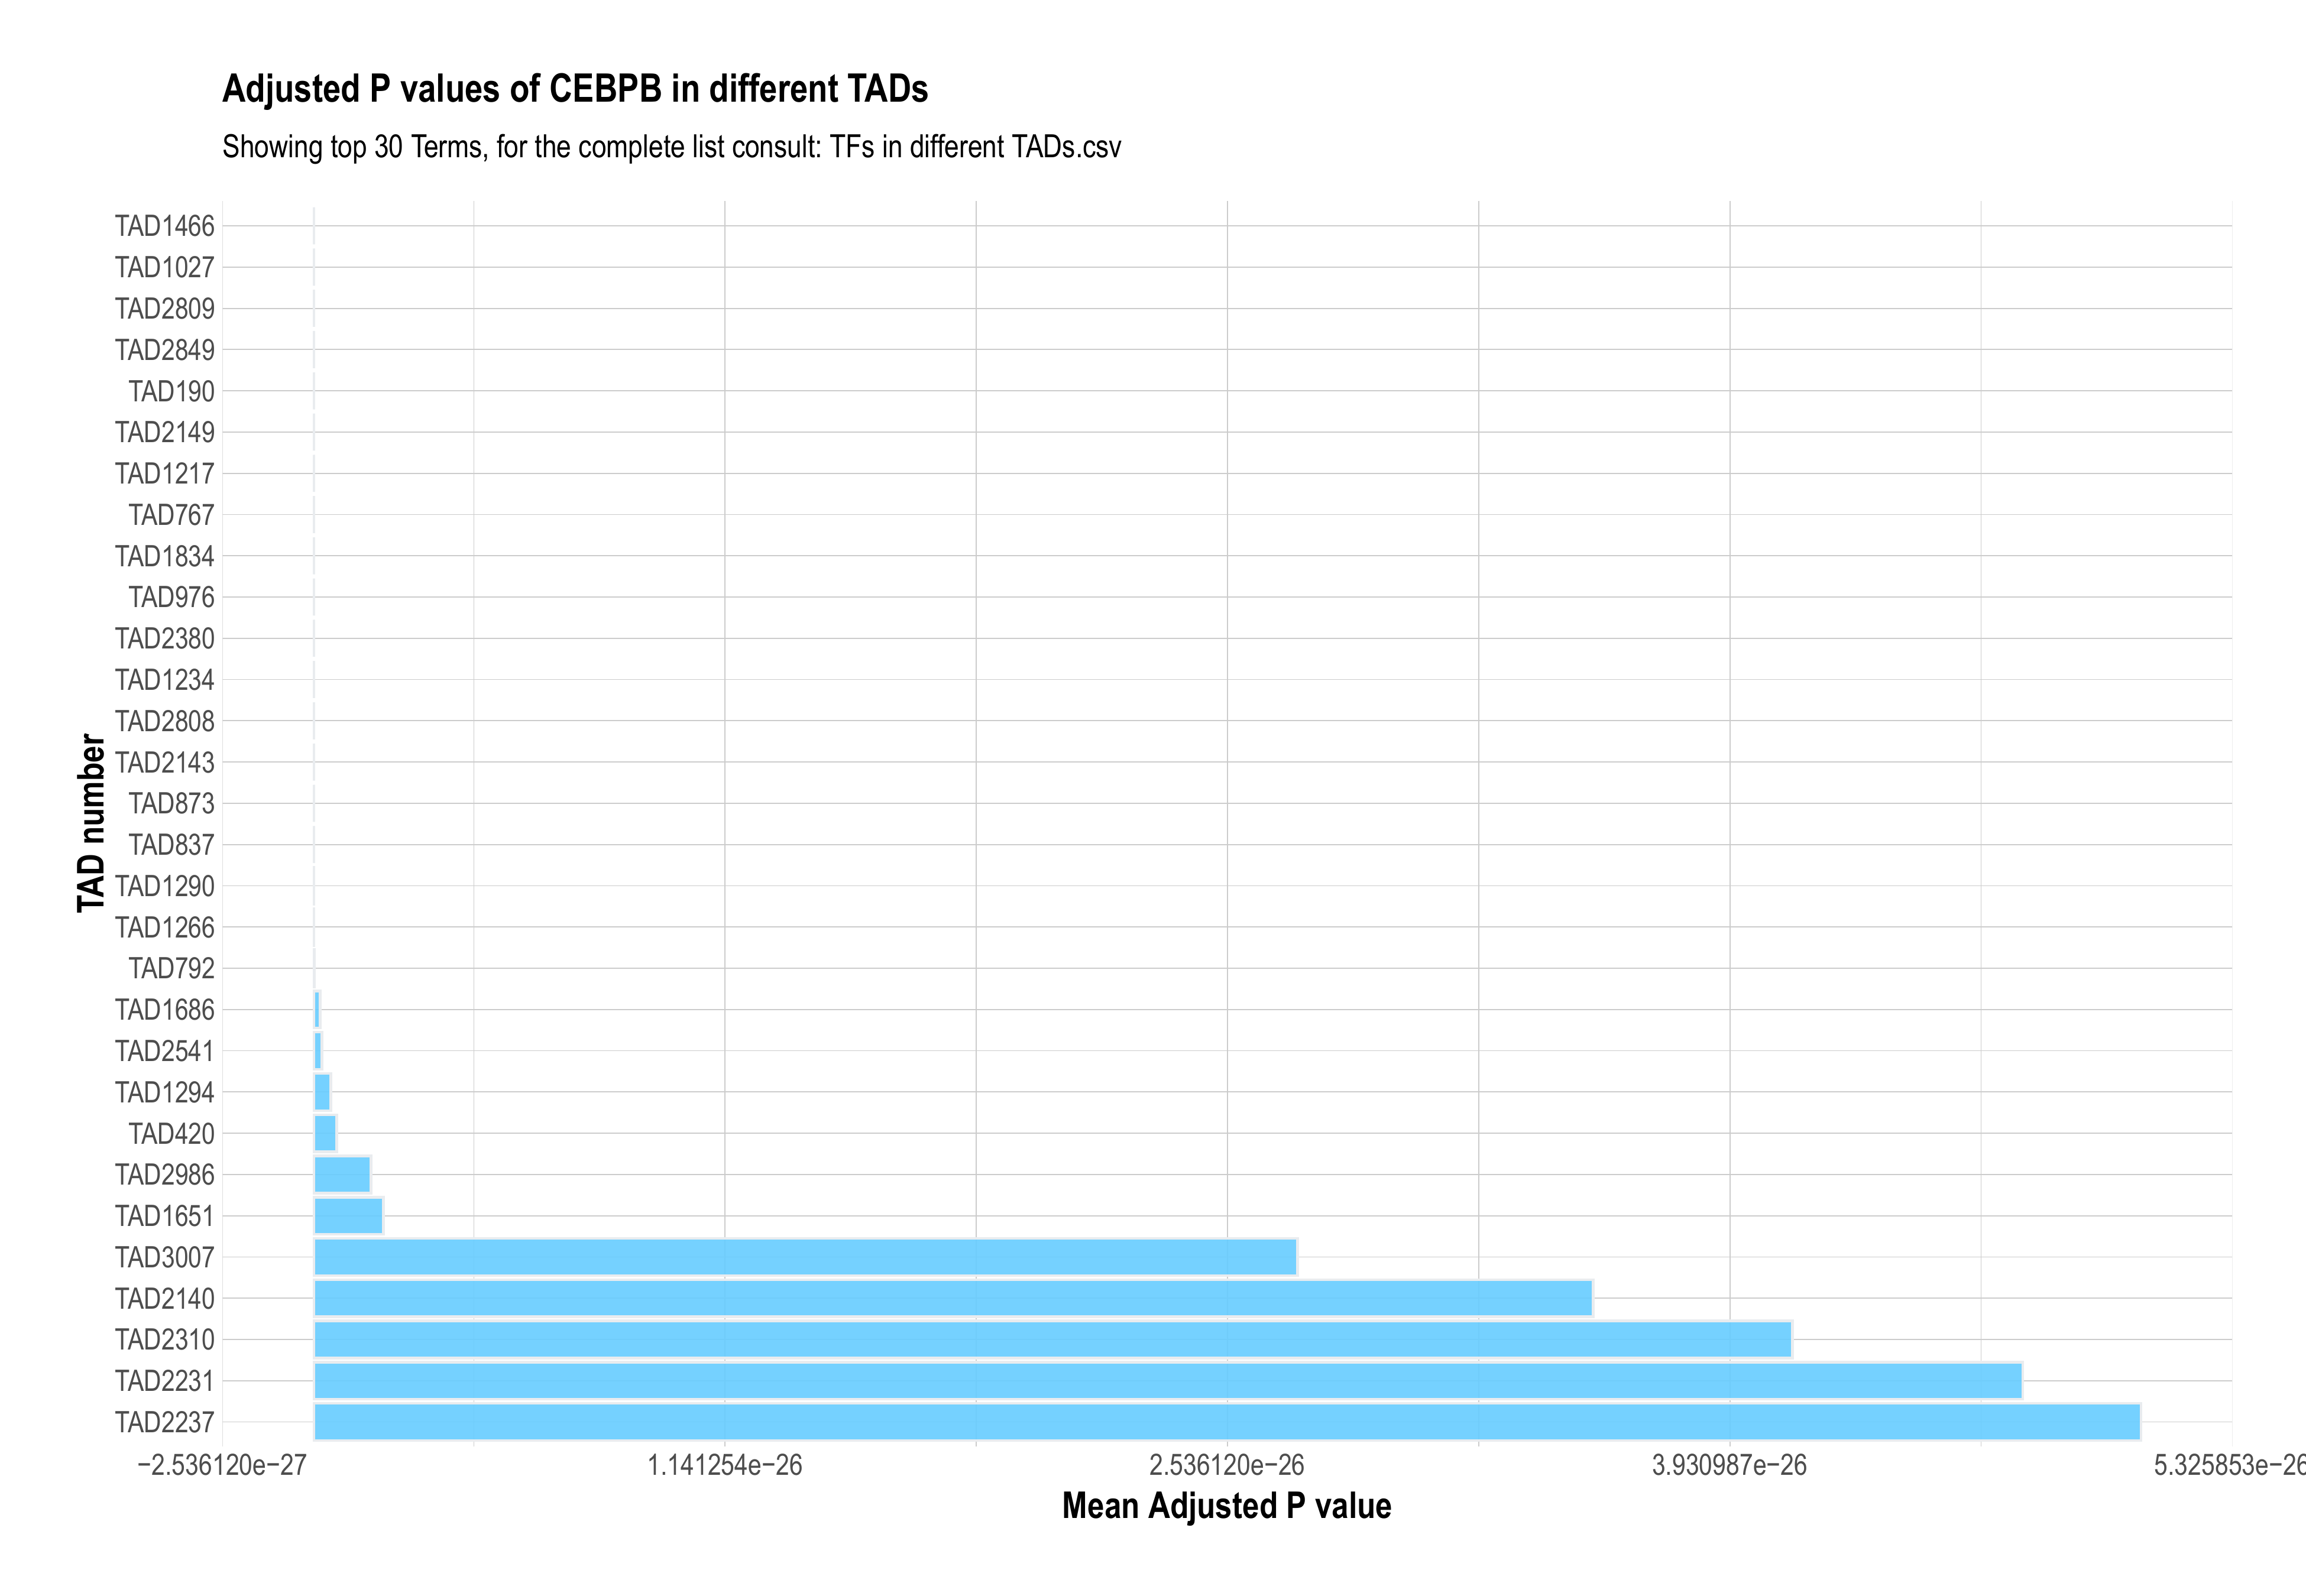 Adjusted P values of CEBPB in different TADs
Showing top 30 Terms, for the complete list consult: TFs in different TADs.csv
TAD number
TAD1466
TAD1027
TAD2809
TAD2849
TAD190
TAD2149
TAD1217
TAD767
TAD1834
TAD976
TAD2380
TAD1234
TAD2808
TAD2143
TAD873
TAD837
TAD1290
TAD1266
TAD792
TAD1686
TAD2541
TAD1294
TAD420
TAD2986
TAD1651
TAD3007
TAD2140
TAD2310
TAD2231
TAD2237
−2.536120e−27 1.141254e−26 2.536120e−26 3.930987e−26 5.325853e−26
Mean Adjusted P value